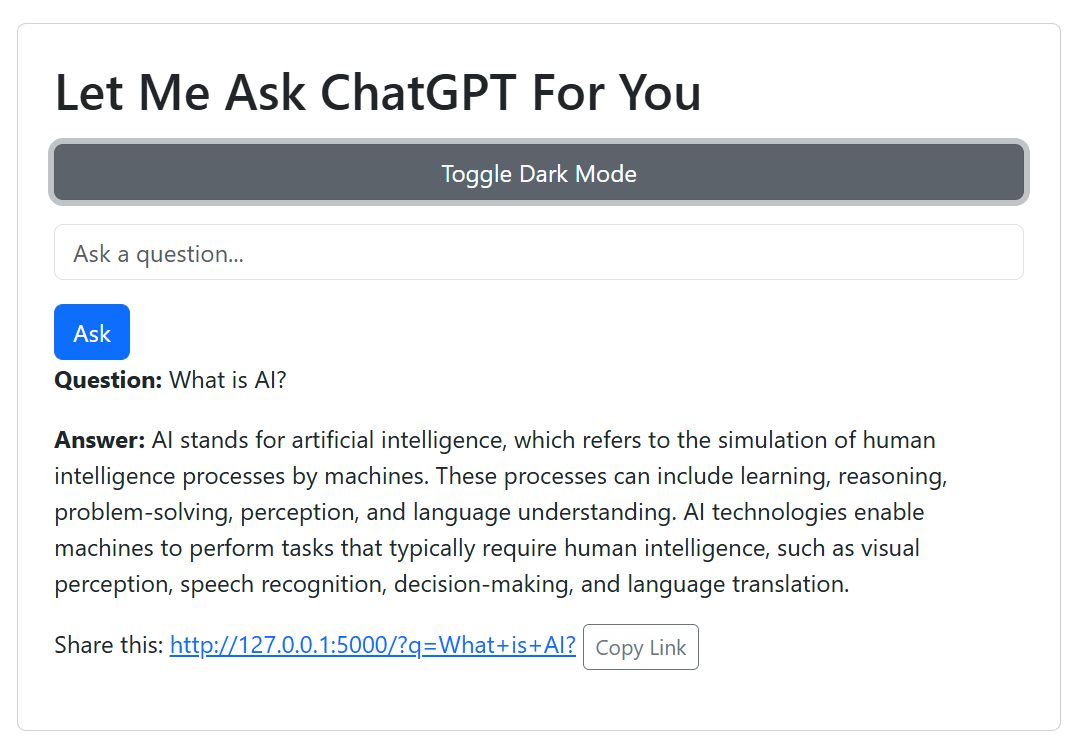 Let Me Ask ChatGPT For You
Toggle Dark Mode
Ask a question...
Ask
Question: What is AI?
Answer: AI stands for artificial intelligence, which refers to the simulation of human
intelligence processes by machines. These processes can include learning, reasoning,
problem-solving, perception, and language understanding. AI technologies enable
machines to perform tasks that typically require human intelligence, such as visual
perception, speech recognition, decision-making, and language translation.
Share this: http://127.0.0.1:5000/?q=What+is+AI? Copy Link